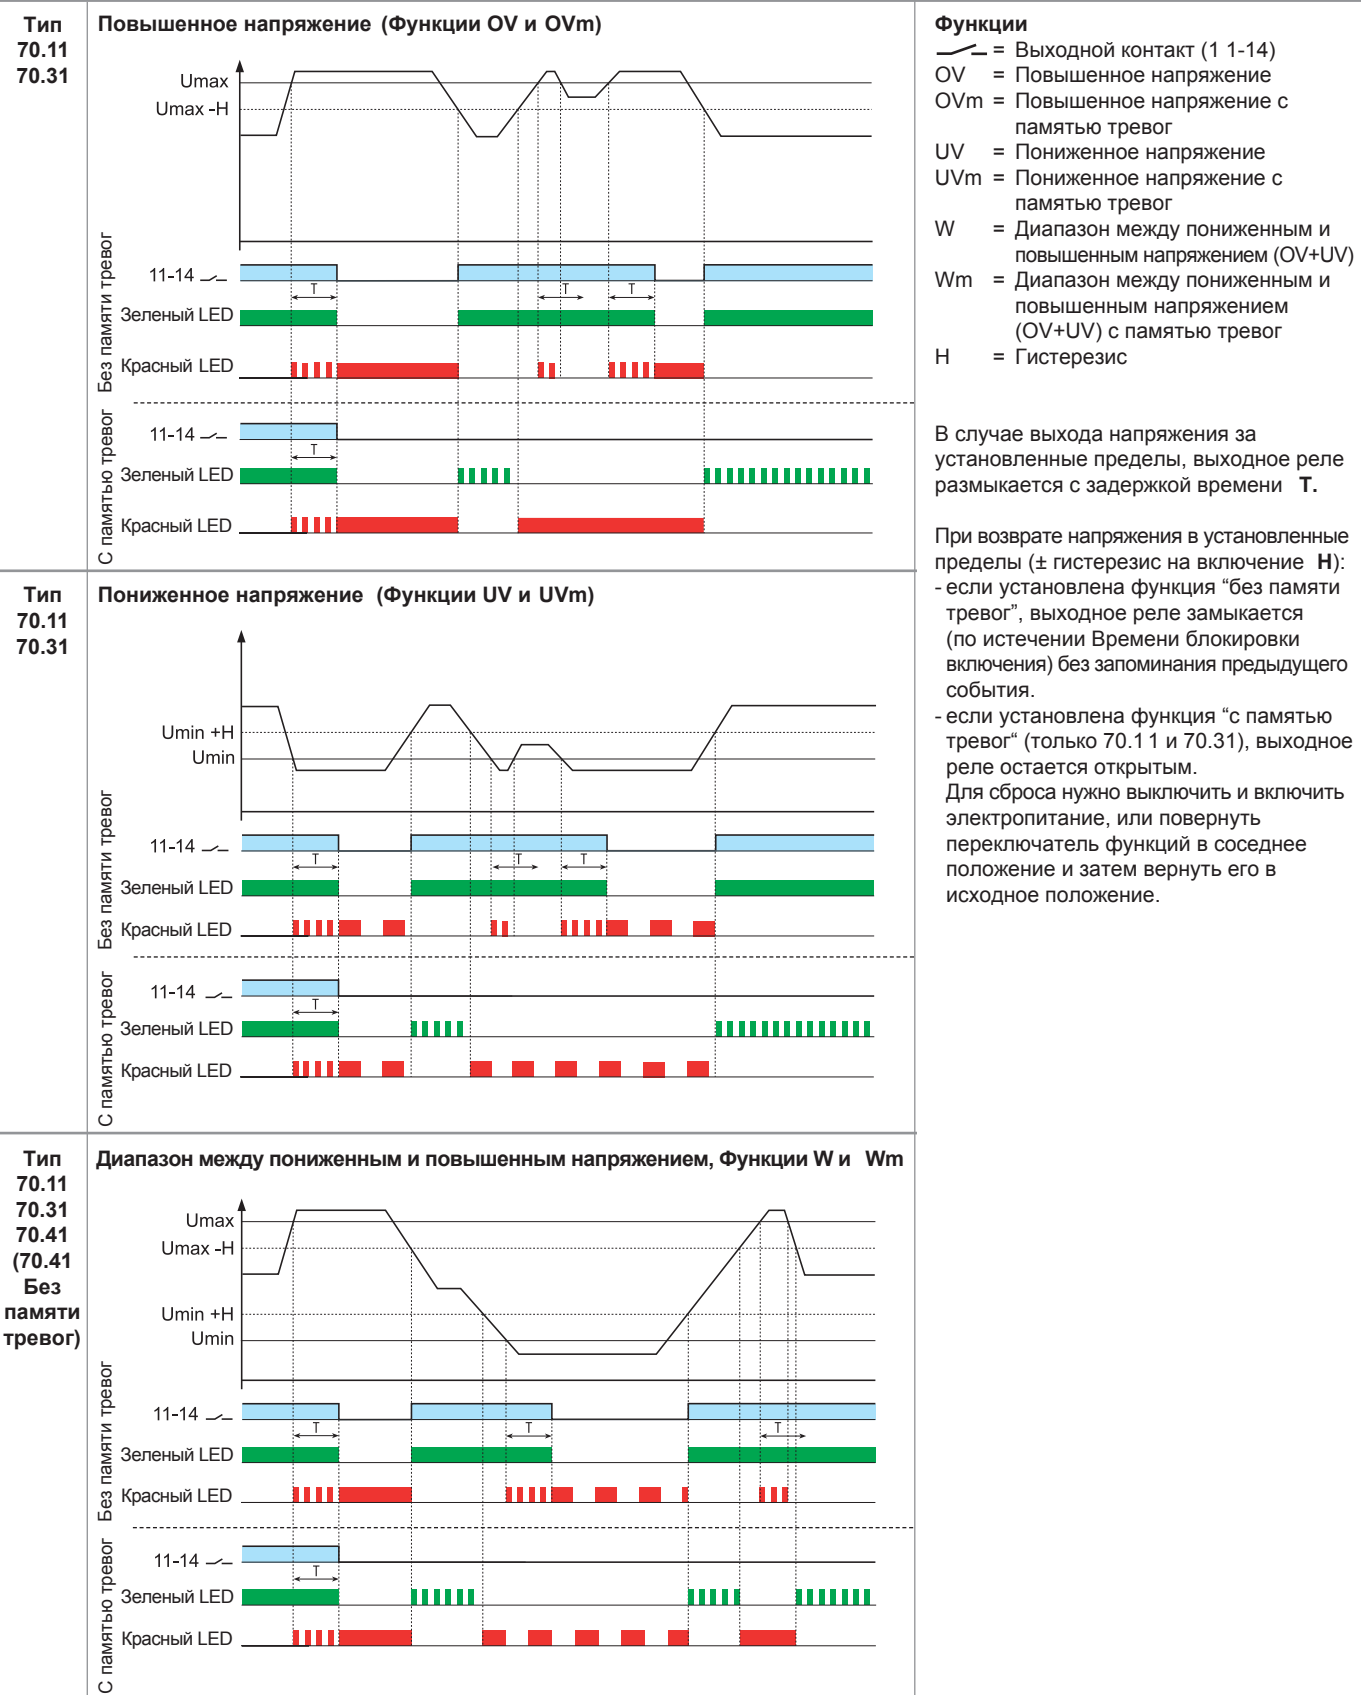 Тип
70.11
70.31
Повышенное напряжение (Функции OV и OVm)
Umax
Umax -H
Без памяти тревог
11-14
T
T
T
Зеленый LED
Красный LED
С памятью тревог
11-14
T
Зеленый LED
Красный LED
Тип
70.11
70.31
Пониженное напряжение (Функции UV и UVm)
Umin +H
Umin
Без памяти тревог
11-14
T
T
T
Зеленый LED
Красный LED
С памятью тревог
11-14
T
Зеленый LED
Красный LED
Тип
70.11
70.31
70.41
(70.41
Без
памяти
тревог)
Диапазон между пониженным и повышенным напряжением, Функции W и Wm
Umax
Umax -H
Umin +H
Umin
Без памяти тревог
11-14
T
T
T
Зеленый LED
Красный LED
С памятью тревог
11-14
T
Зеленый LED
Красный LED
Функции
= Выходной контакт (1 1-14)
OV = Повышенное напряжение
OVm = Повышенное напряжение с
памятью тревог
UV = Пониженное напряжение
UVm = Пониженное напряжение с
памятью тревог
W = Диапазон между пониженным и
повышенным напряжением (OV+UV)
Wm = Диапазон между пониженным и
повышенным напряжением
(OV+UV) с памятью тревог
H = Гистерезис
В случае выхода напряжения за
установленные пределы, выходное реле
размыкается с задержкой времени T.
При возврате напряжения в установленные
пределы (± гистерезис на включение H):
- если установлена функция “без памяти
тревог”, выходное реле замыкается
(по истечении Времени блокировки
включения) без запоминания предыдущего
события.
- если установлена функция “с памятью
тревог“ (только 70.11 и 70.31), выходное
реле остается открытым.
Для сброса нужно выключить и включить
электропитание, или повернуть
переключатель функций в соседнее
положение и затем вернуть его в
исходное положение.